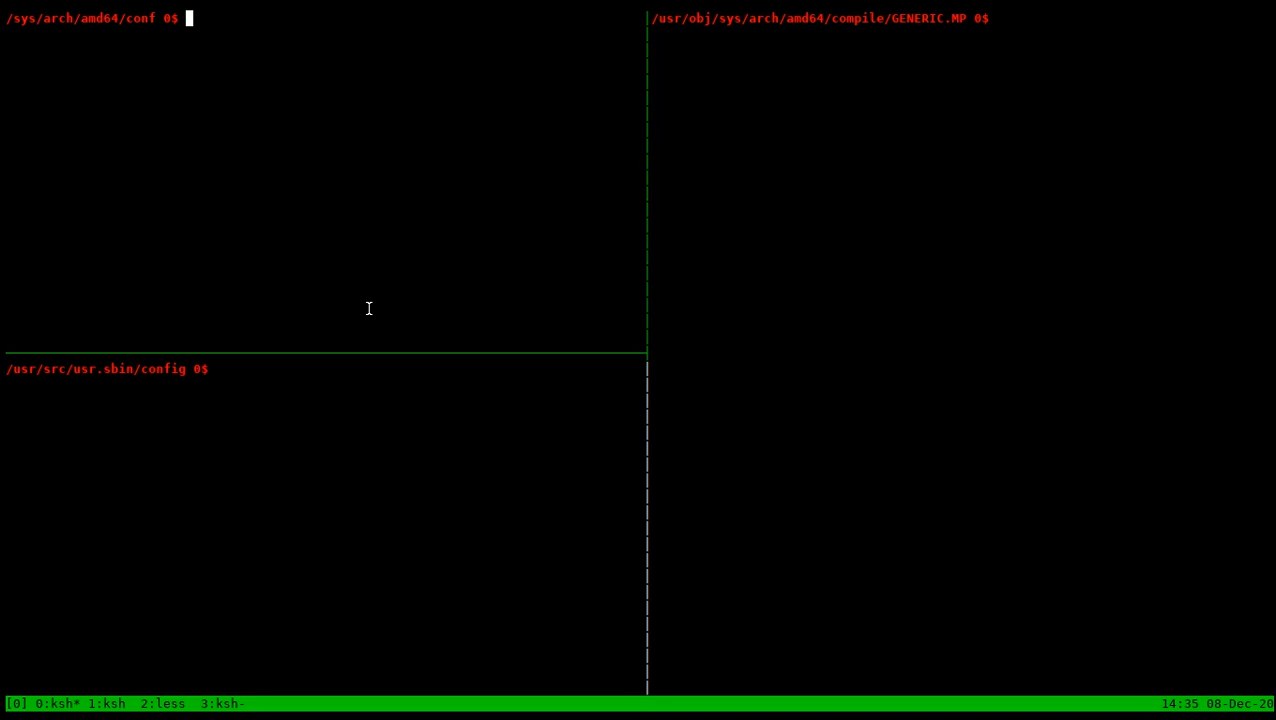 /sys/arch/amd64/conf 0$
/usr/obj/sys/arch/amd64/compile/GENERIC.MP 0$
/usr/src/usr.sbin/config 0$
[0] 0:ksh* 1:ksh  2:less  3:ksh-
14:35 08-Dec-20